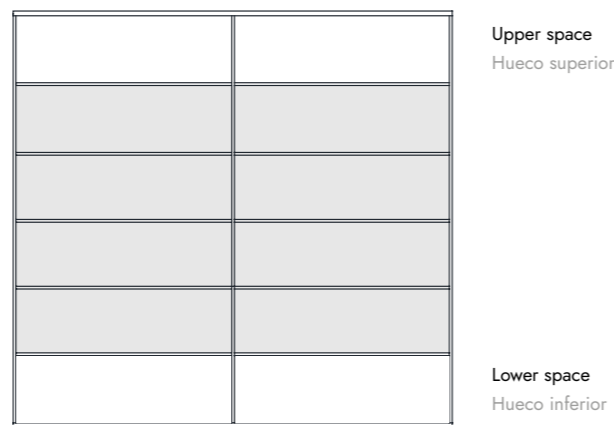 Upper space
Hueco superior
Lower space
Hueco inferior